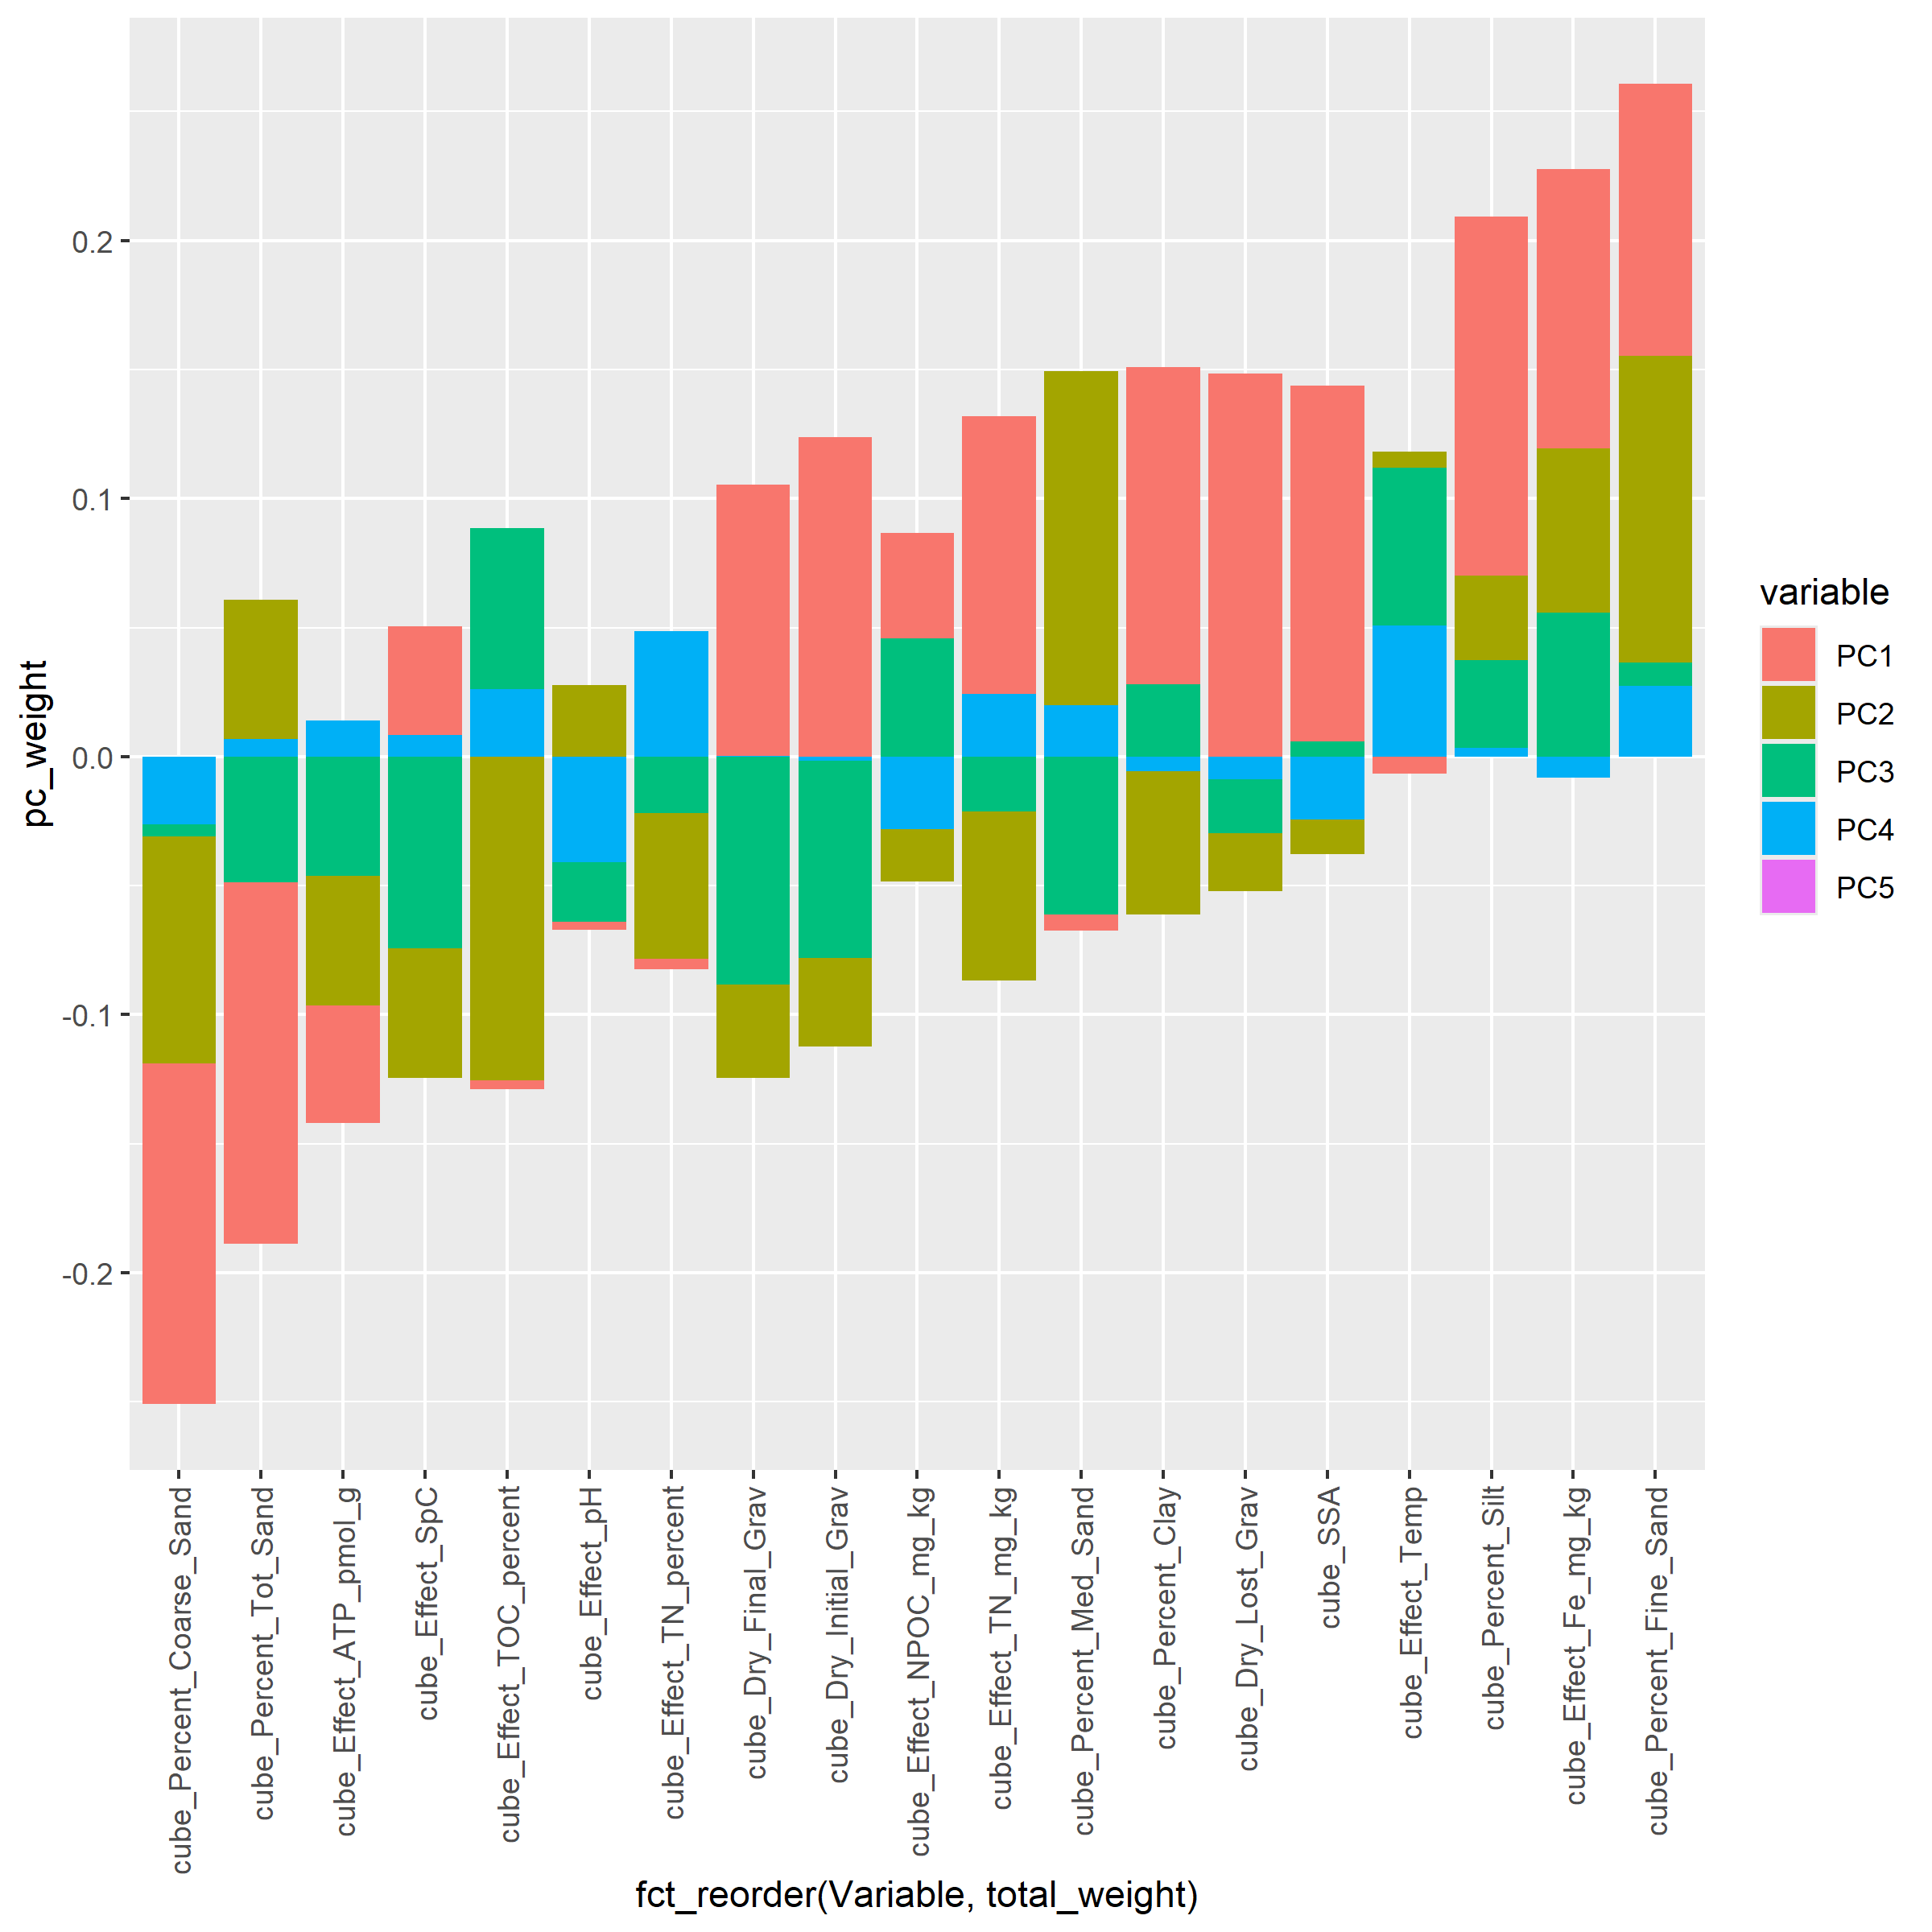 0.2
0.1
0.0
-0.1
-0.2
pc_weight
cube_Percent_Coarse_Sand
cube_Percent_Tot_Sand
cube_Effect_ATP_pmol_g
cube_Effect_SpC
cube_Effect_TOC_percent
cube_Effect_pH
cube_Effect_TN_percent
cube_Dry_Final_Grav
cube_Dry_Initial_Grav
cube_Effect_NPOC_mg_kg
cube_Effect_TN_mg_kg
cube_Percent_Med_Sand
cube_Percent_Clay
cube_Dry_Lost_Grav
cube_SSA
cube_Effect_Temp
cube_Percent_Silt
cube_Effect_Fe_mg_kg
cube_Percent_Fine_Sand
fct_reorder(Variable, total_weight)
variable
PC1
PC2
PC3
PC4
PC5